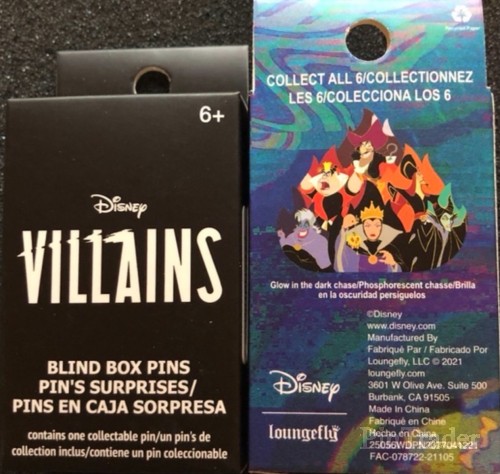 6+
Disney
VILLAINS
BLIND BOX PINS
PIN'S SURPRISES/
PINS EN CAJA SORPRESA
contains one collectable pin/un pin's de
collection inclus/contiene un pin coleccionable
Recycled Paper
COLLECT ALL 6/COLLECTIONNEZ
LES 6/COLECCIONA LOS 6
Glow in the dark chase/Phosphorescent chasse/Brilla
en la oscuridad persiguelos
©Disney
www.disney.com
Manufactured By
Fabriqué Par / Fabricado Por
Loungefly, LLC © 2021
loungefly.com
3601 W Olive Ave. Suite 500
Burbank, CA 91505
Made In China
Fabriqué en Chine
Hecho en China
FAC-078722-21105
Disney
loungefly